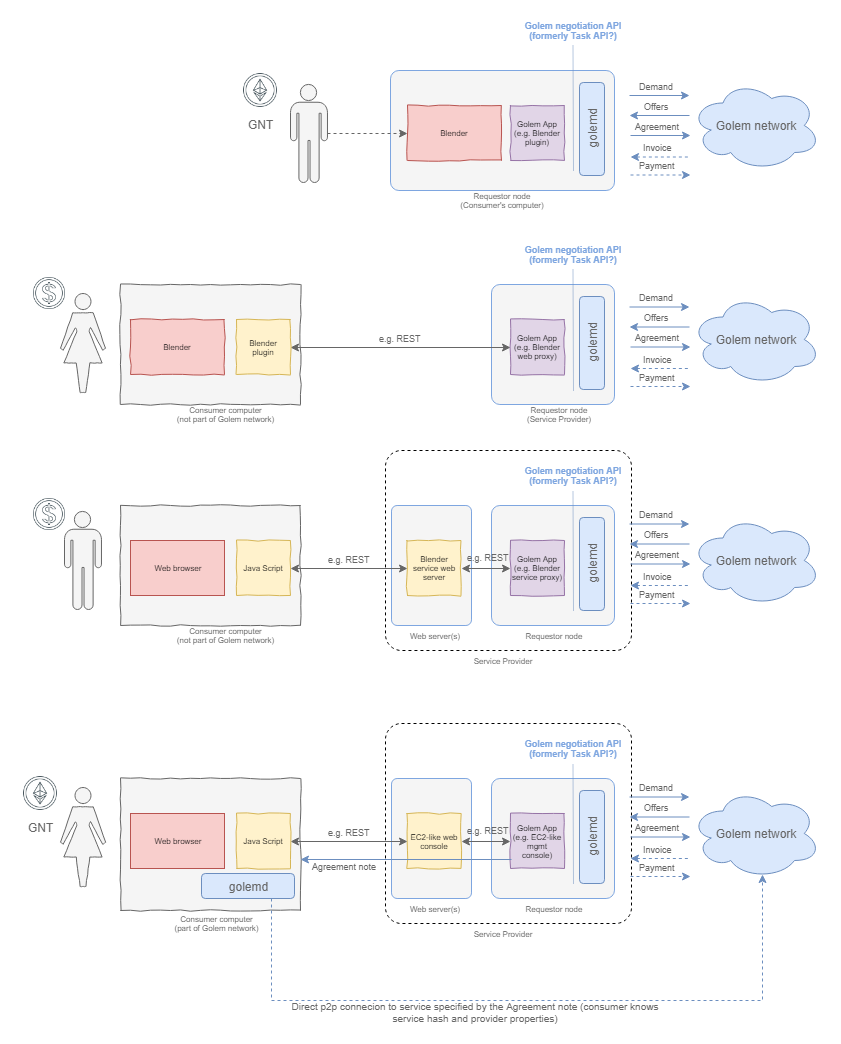 Golem negotiation API
(formerly Task API?)
GNT
Blender
Golem App
(e.g. Blender
plugin)
golemd
Demand
Offers
Agreement
Invoice
Payment
Golem network
Requestor node
(Consumer's computer)
Golem negotiation API
(formerly Task API?)
$
Blender
Blender
plugin
e.g. REST
Golem App
(e.g. Blender
web proxy)
golemd
Demand
Offers
Agreement
Invoice
Payment
Golem network
Consumer computer
(not part of Golem network)
Requestor node
(Service Provider)
Golem negotiation API
(formerly Task API?)
$
Web browser
Java Script
e.g. REST
Blender
service web
server
e.g. REST
Golem App
(e.g. Blender
service proxy)
golemd
Demand
Offers
Agreement
Invoice
Payment
Golem network
Consumer computer
(not part of Golem network)
Web server(s)
Requestor node
Service Provider
Golem negotiation API
(formerly Task API?)
GNT
Web browser
Java Script
golemd
e.g. REST
Agreement note
EC2-like web
console
e.g. REST
Golem App
(e.g. EC2-like
mgmt
console)
golemd
Demand
Offers
Agreement
Invoice
Payment
Golem network
Consumer computer
(part of Golem network)
Web server(s)
Requestor node
Service Provider
Direct p2p connecion to service specified by the Agreement note (consumer knows
service hash and provider properties)